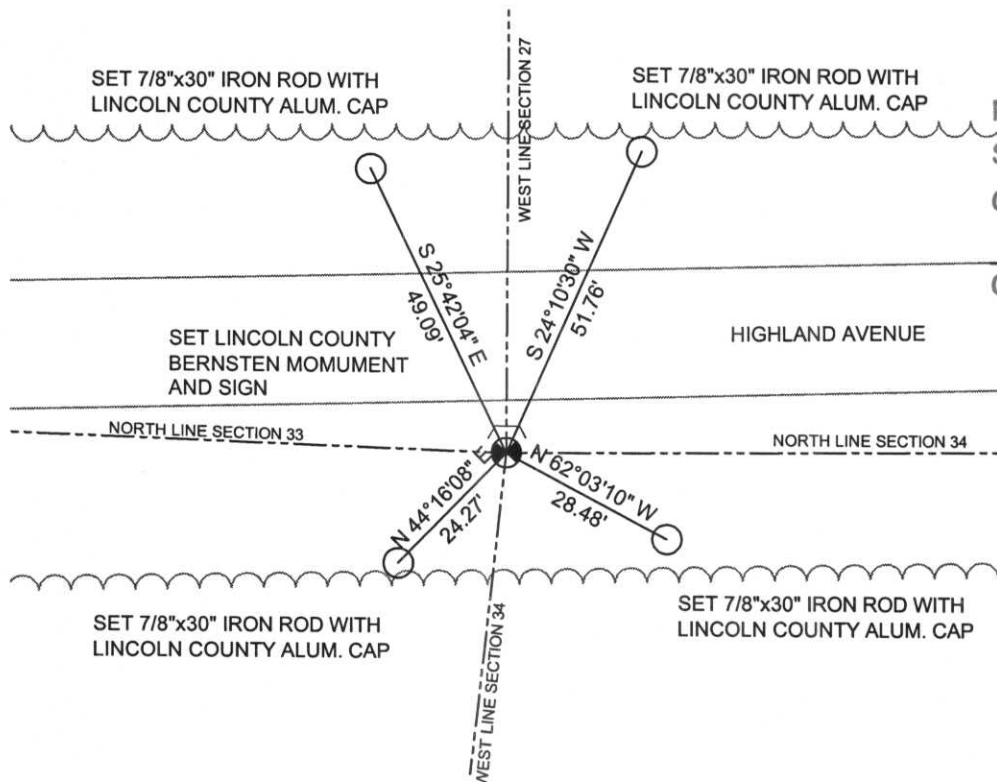 WEST LINE SECTION 27
SET 7/8"x30" IRON ROD WITH
LINCOLN COUNTY ALUM. CAP
SET 7/8"x30" IRON ROD WITH
LINCOLN COUNTY ALUM. CAP
S 25°42'04" E
49.09'
S 24°10'30" W
51.76'
SET LINCOLN COUNTY
BERNSTEN MOMUMENT
AND SIGN
HIGHLAND AVENUE
NORTH LINE SECTION 33
NORTH LINE SECTION 34
N 44°16'08" E
24.27'
N 62°03'10" W
28.48'
SET 7/8"x30" IRON ROD WITH
LINCOLN COUNTY ALUM. CAP
SET 7/8"x30" IRON ROD WITH
LINCOLN COUNTY ALUM. CAP
WEST LINE SECTION 34